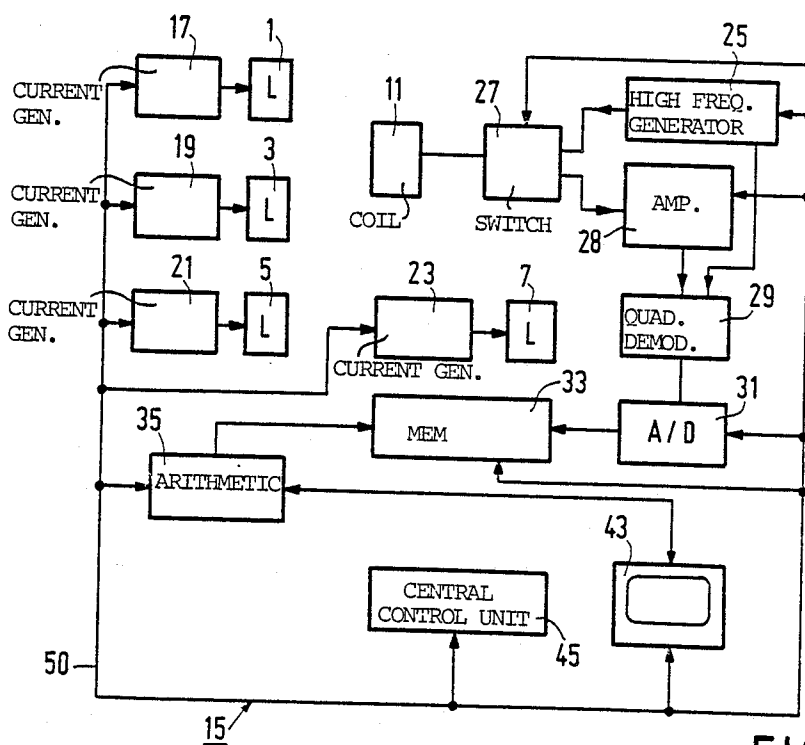 17
1
CURRENT
GEN.
L
25
27
11
HIGH FREQ.
GENERATOR
COIL
SWITCH
19
3
CURRENT
GEN.
L
AMP.
28
21
5
CURRENT
GEN.
L
23
7
CURRENT GEN.
L
29
QUAD.
DEMOD.
33
31
MEM
A/D
35
ARITHMETIC
43
CENTRAL
CONTROL UNIT
45
50
15